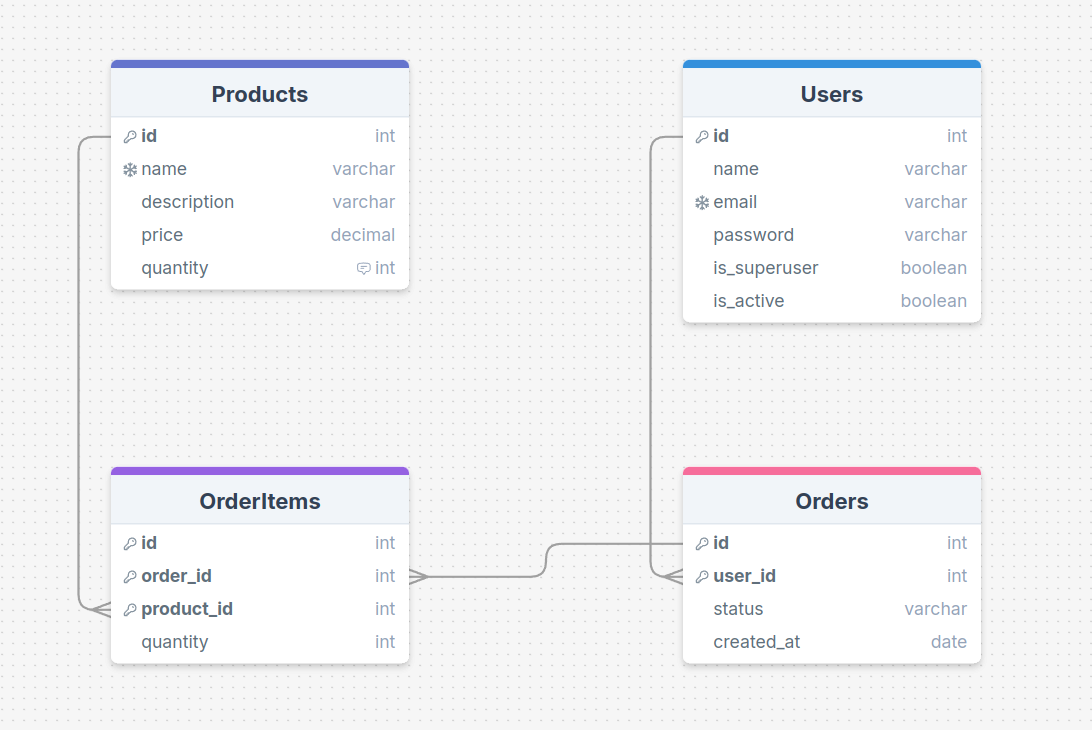 Products
id int
name varchar
description varchar
price decimal
quantity int
Users
id int
name varchar
email varchar
password varchar
is_superuser boolean
is_active boolean
OrderItems
id int
order_id int
product_id int
quantity int
Orders
id int
user_id int
status varchar
created_at date